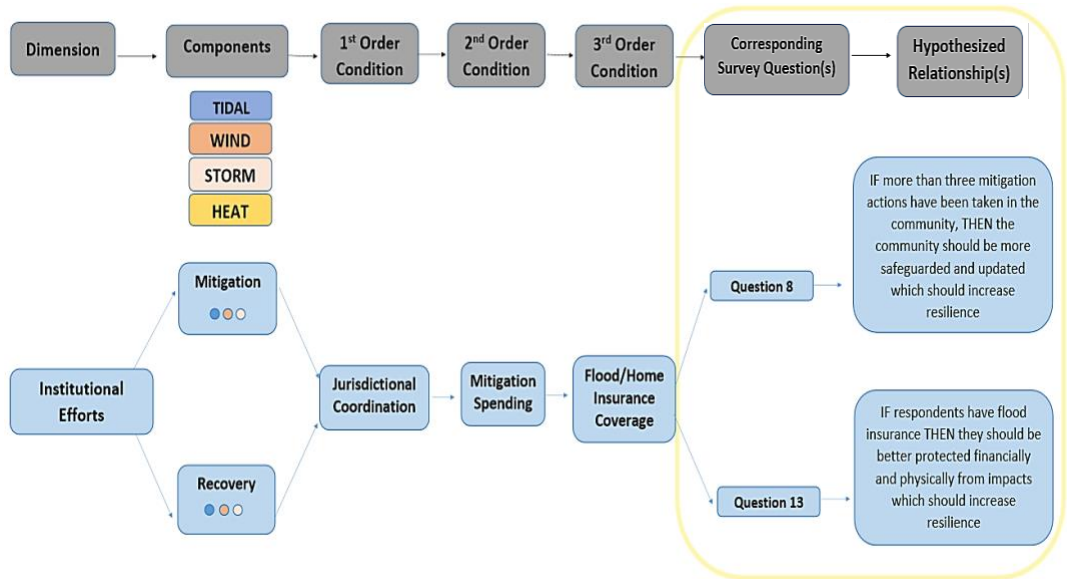 Dimension
Components
1st Order
Condition
2nd Order
Condition
3rd Order
Condition
Corresponding
Survey Question(s)
Hypothesized
Relationship(s)
TIDAL
WIND
STORM
HEAT
Institutional
Efforts
Mitigation
Recovery
Jurisdictional
Coordination
Mitigation
Spending
Flood/Home
Insurance
Coverage
Question 8
IF more than three mitigation
actions have been taken in the
community, THEN the
community should be more
safeguarded and updated
which should increase
resilience
Question 13
IF respondents have flood
insurance THEN they should be
better protected financially
and physically from impacts
which should increase
resilience